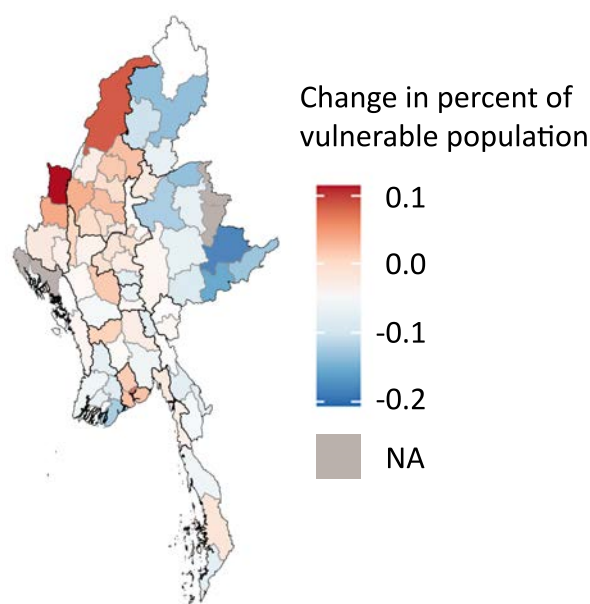 Change in percent of
vulnerable population
0.1
0.0
-0.1
-0.2
NA